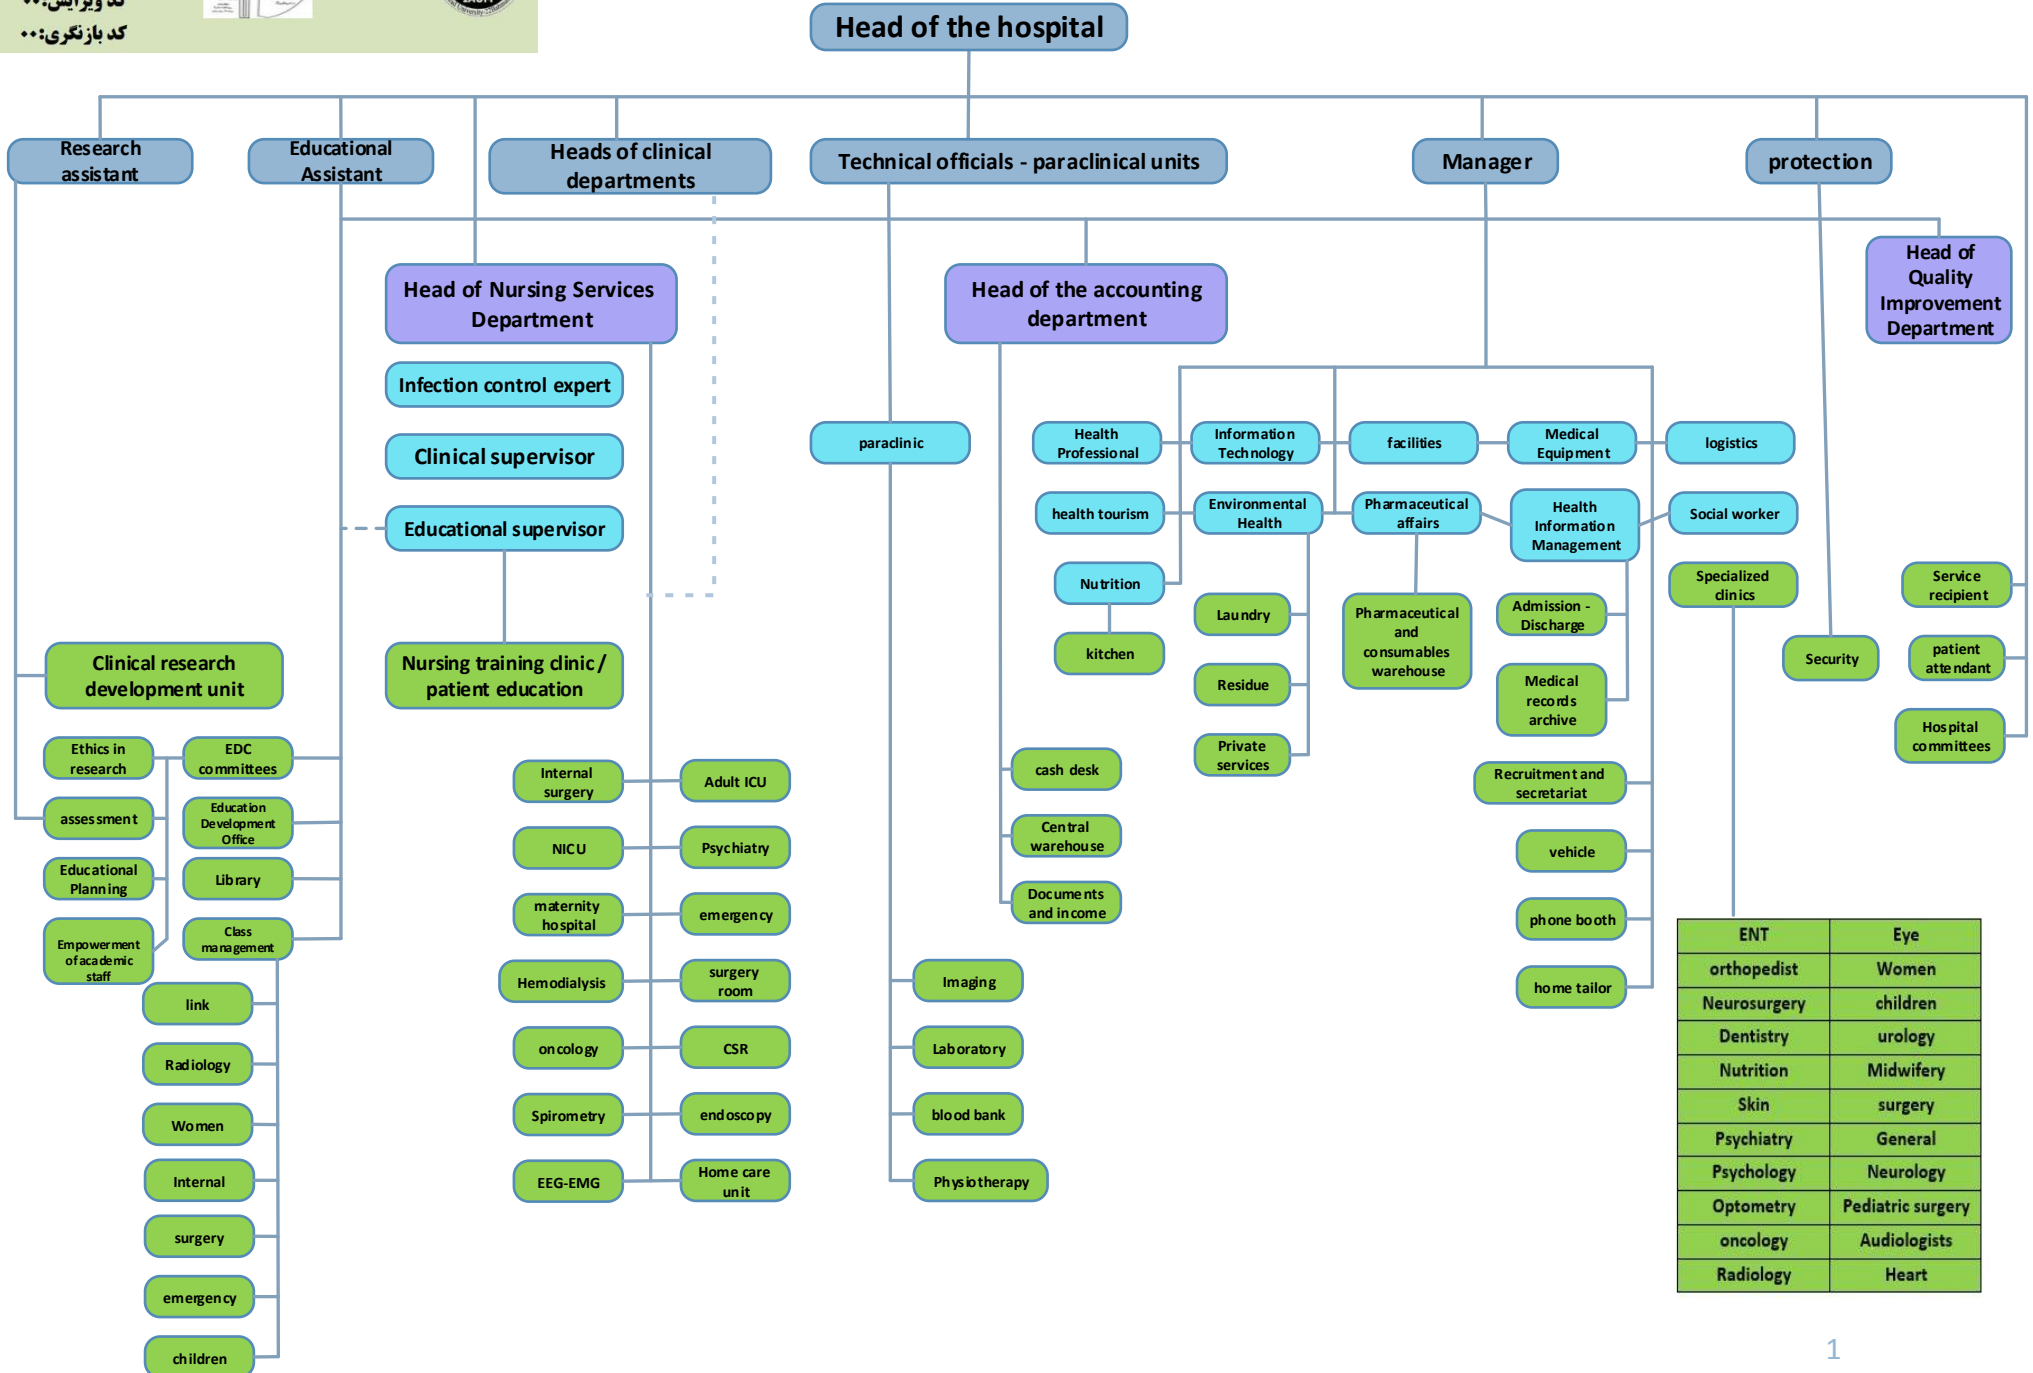 کد ویرایش:۰۰
کد بازنگری:۰۰
Head of the hospital
Research
assistant
Educational
Assistant
Heads of clinical
departments
Technical officials - paraclinical units
Manager
protection
Head of
Quality
Improvement
Department
Head of Nursing Services
Department
Head of the accounting
department
Infection control expert
Clinical supervisor
Educational supervisor
Nursing training clinic /
patient education
paraclinic
Health
Professional
Information
Technology
facilities
Medical
Equipment
logistics
health tourism
Environmental
Health
Pharmaceutical
affairs
Health
Information
Management
Social worker
Nutrition
kitchen
Laundry
Residue
Private
services
Pharmaceutical
and
consumables
warehouse
Admission -
Discharge
Medical
records
archive
Specialized
clinics
Security
Service
recipient
patient
attendant
Hospital
committees
Recruitment and
secretariat
vehicle
phone booth
home tailor
Clinical research
development unit
Ethics in
research
EDC
committees
assessment
Education
Development
Office
Educational
Planning
Library
Empowerment
of academic
staff
Class
management
link
Radiology
Women
Internal
surgery
emergency
children
Internal
surgery
Adult ICU
NICU
Psychiatry
maternity
hospital
emergency
Hemodialysis
surgery
room
oncology
CSR
Spirometry
endoscopy
EEG-EMG
Home care
unit
cash desk
Central
warehouse
Documents
and income
Imaging
Laboratory
blood bank
Physiotherapy
ENT Eye
orthopedist Women
Neurosurgery children
Dentistry urology
Nutrition Midwifery
Skin surgery
Psychiatry General
Psychology Neurology
Optometry Pediatric surgery
oncology Audiologists
Radiology Heart
1